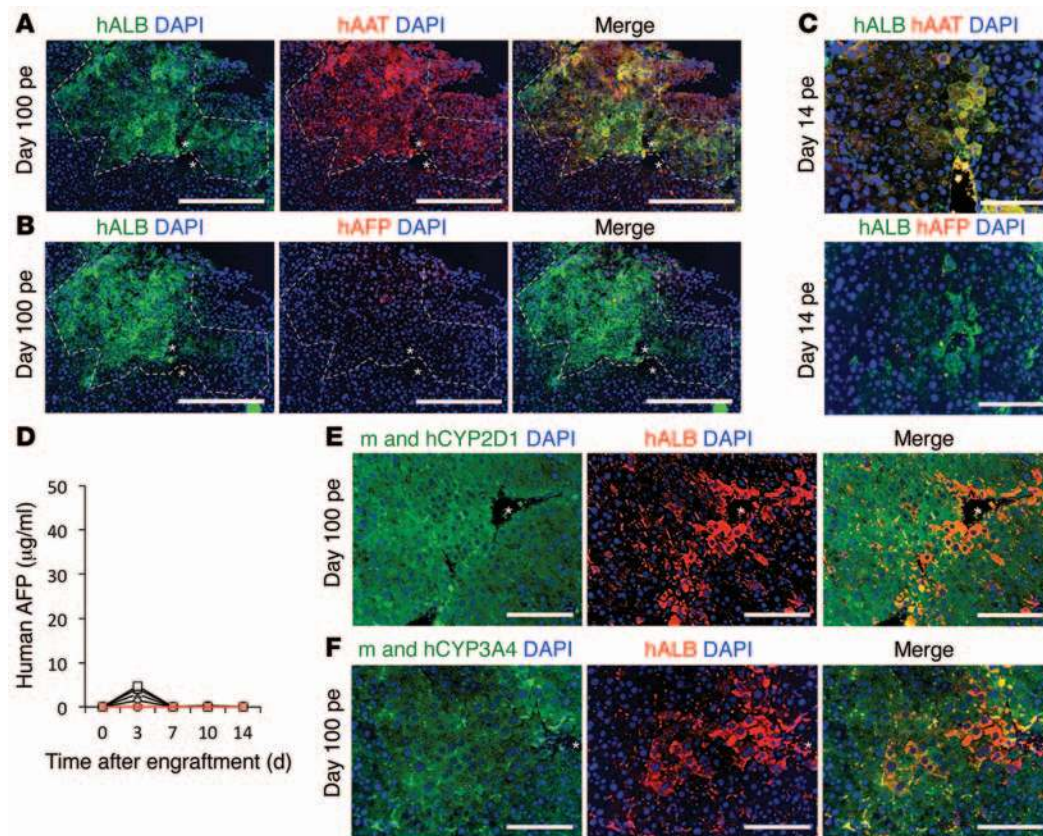 A
hALB DAPI
hAAT DAPI
Merge
Day 100 pe
B
hALB DAPI
hAFP DAPI
Merge
Day 100 pe
C
hALB hAAT DAPI
Day 14 pe
hALB hAFP DAPI
Day 14 pe
D
Human AFP (μg/ml)
50
40
30
20
10
0
0 3 7 10 14
Time after engraftment (d)
E
m and hCYP2D1 DAPI
hALB DAPI
Merge
Day 100 pe
F
m and hCYP3A4 DAPI
hALB DAPI
Merge
Day 100 pe